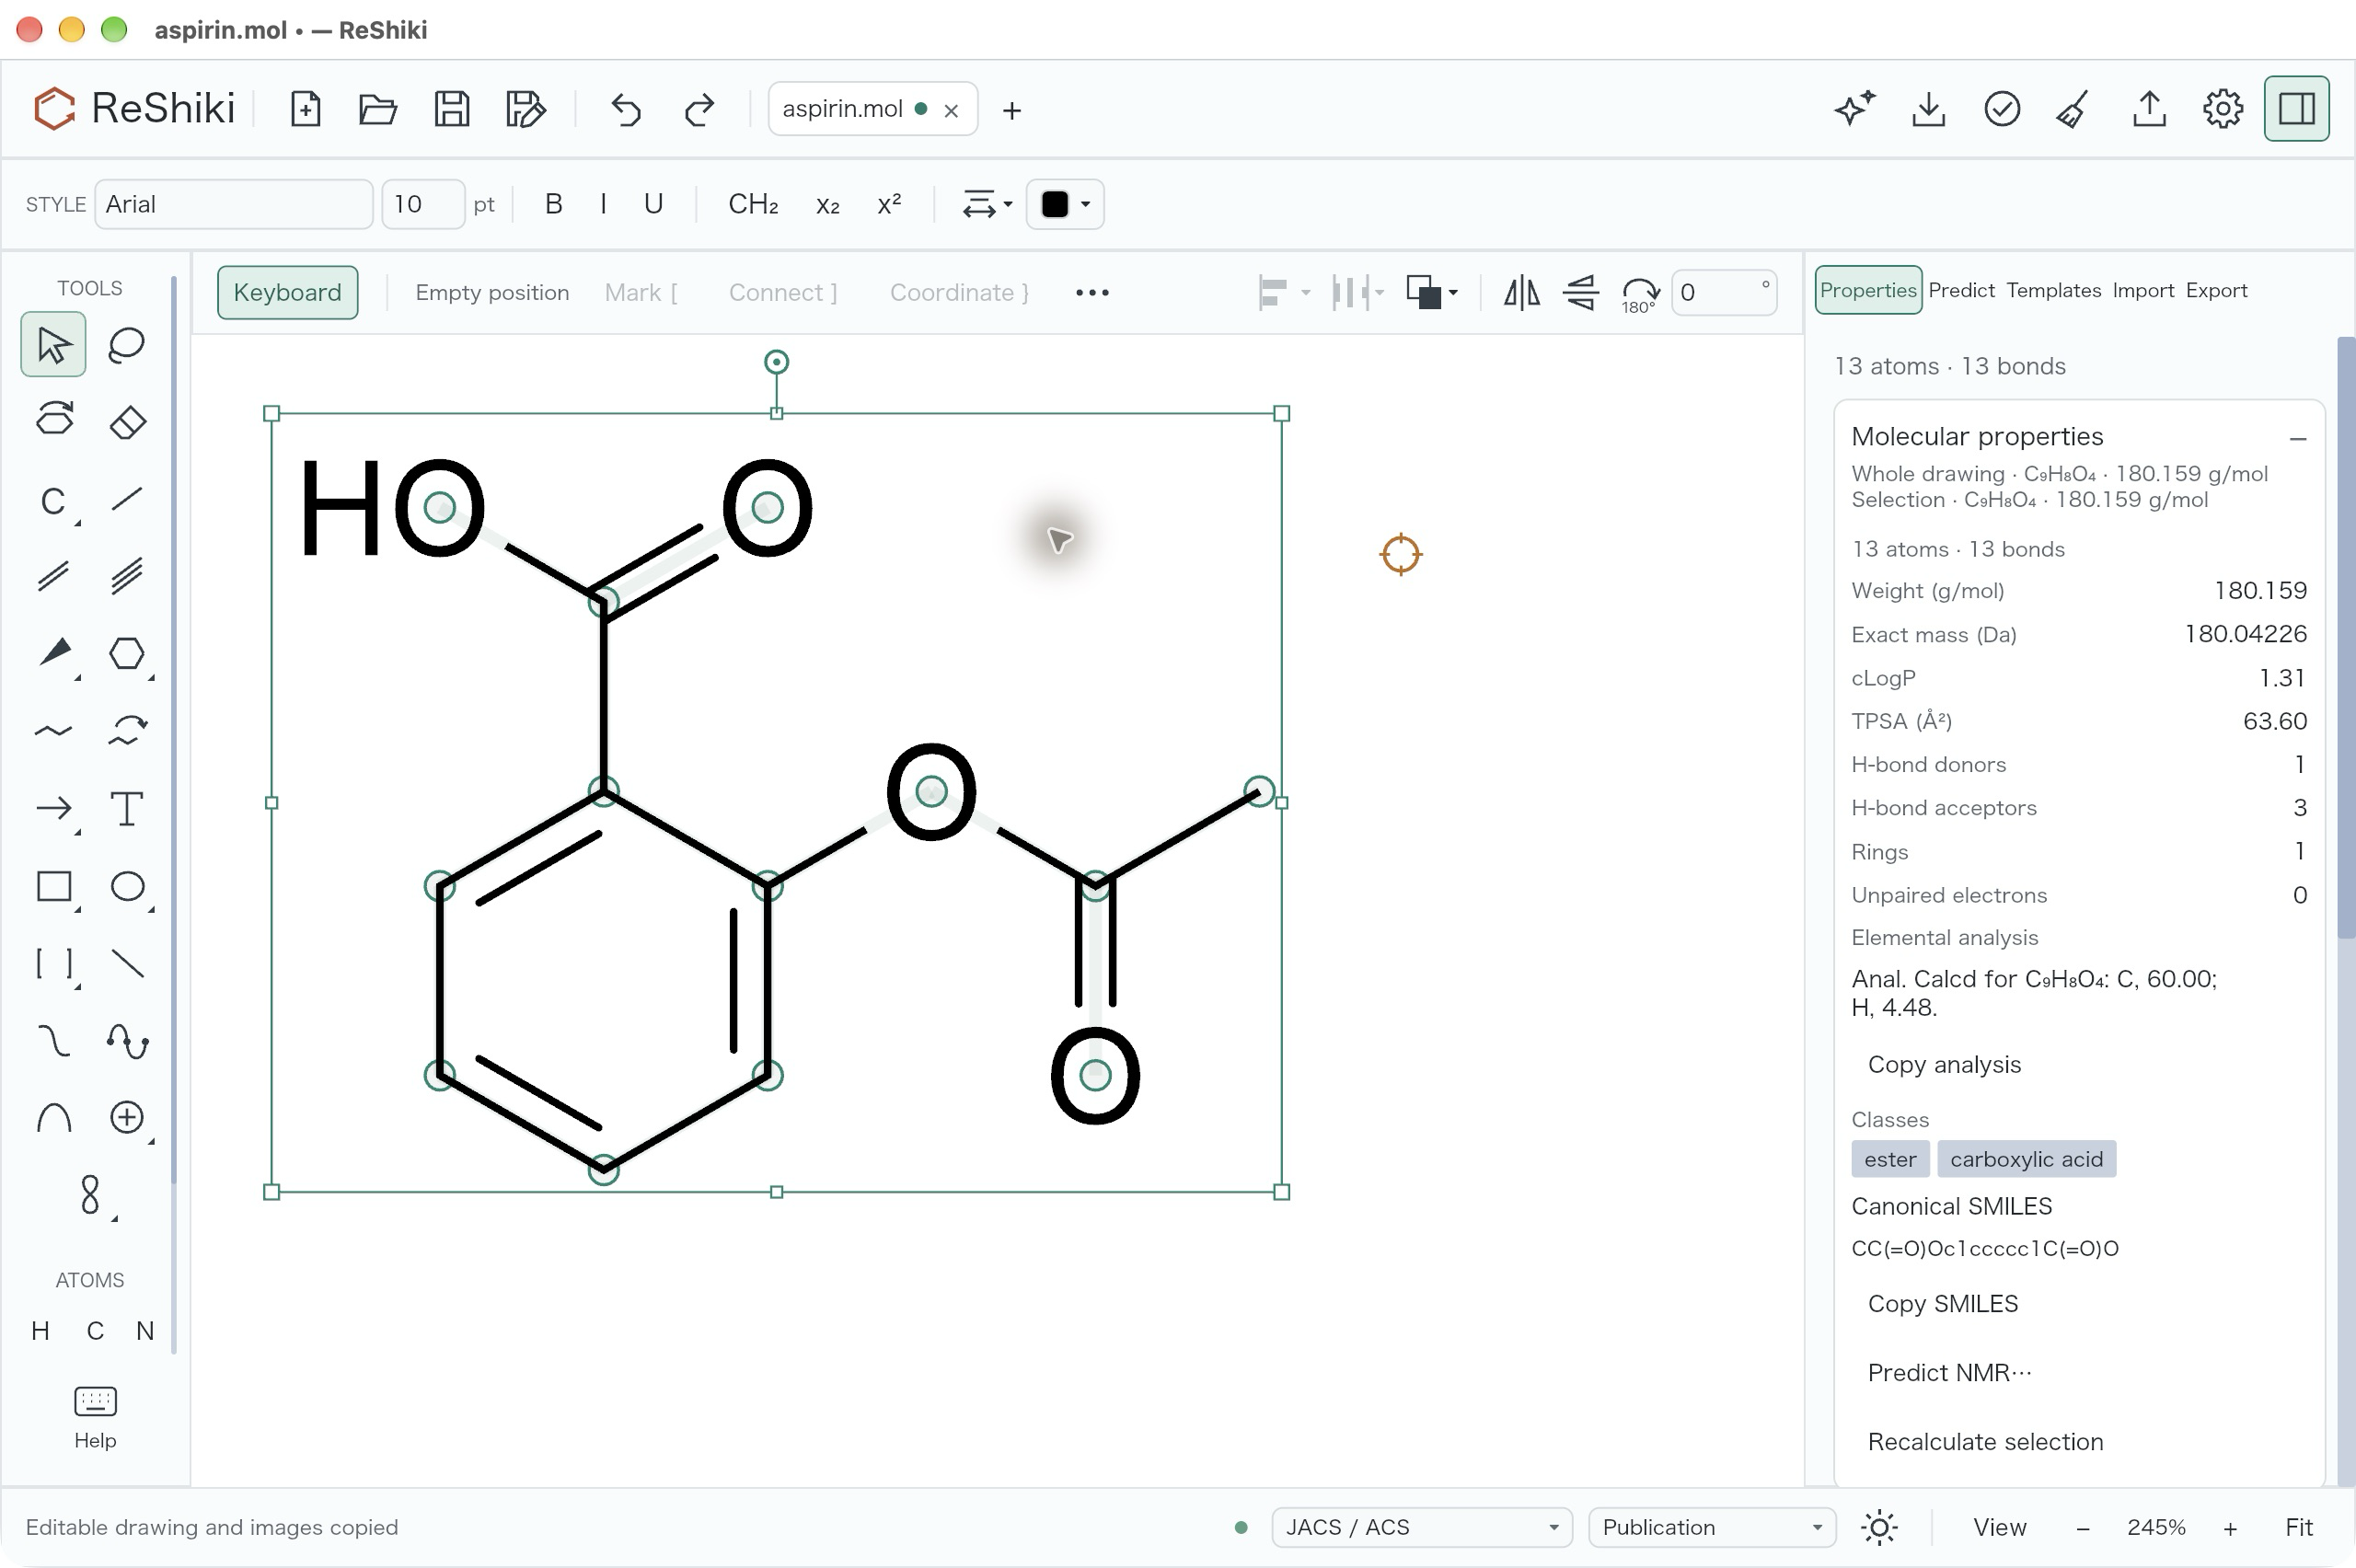 aspirin.mol • — ReShiki
ReShiki
aspirin.mol
STYLE Arial 10 pt B I U CH₂ x₂ x²
TOOLS
Keyboard Empty position Mark [ Connect ] Coordinate } 180° 0 °
Properties Predict Templates Import Export
C
T
ATOMS
H C N
Help
HO
O
O
O
13 atoms · 13 bonds
Molecular properties
Whole drawing · C₉H₈O₄ · 180.159 g/mol
Selection · C₉H₈O₄ · 180.159 g/mol
13 atoms · 13 bonds
Weight (g/mol) 180.159
Exact mass (Da) 180.04226
cLogP 1.31
TPSA (Å²) 63.60
H-bond donors 1
H-bond acceptors 3
Rings 1
Unpaired electrons 0
Elemental analysis
Anal. Calcd for C₉H₈O₄: C, 60.00;
H, 4.48.
Copy analysis
Classes
ester carboxylic acid
Canonical SMILES
CC(=O)Oc1ccccc1C(=O)O
Copy SMILES
Predict NMR···
Recalculate selection
Editable drawing and images copied JACS / ACS Publication View − 245% + Fit